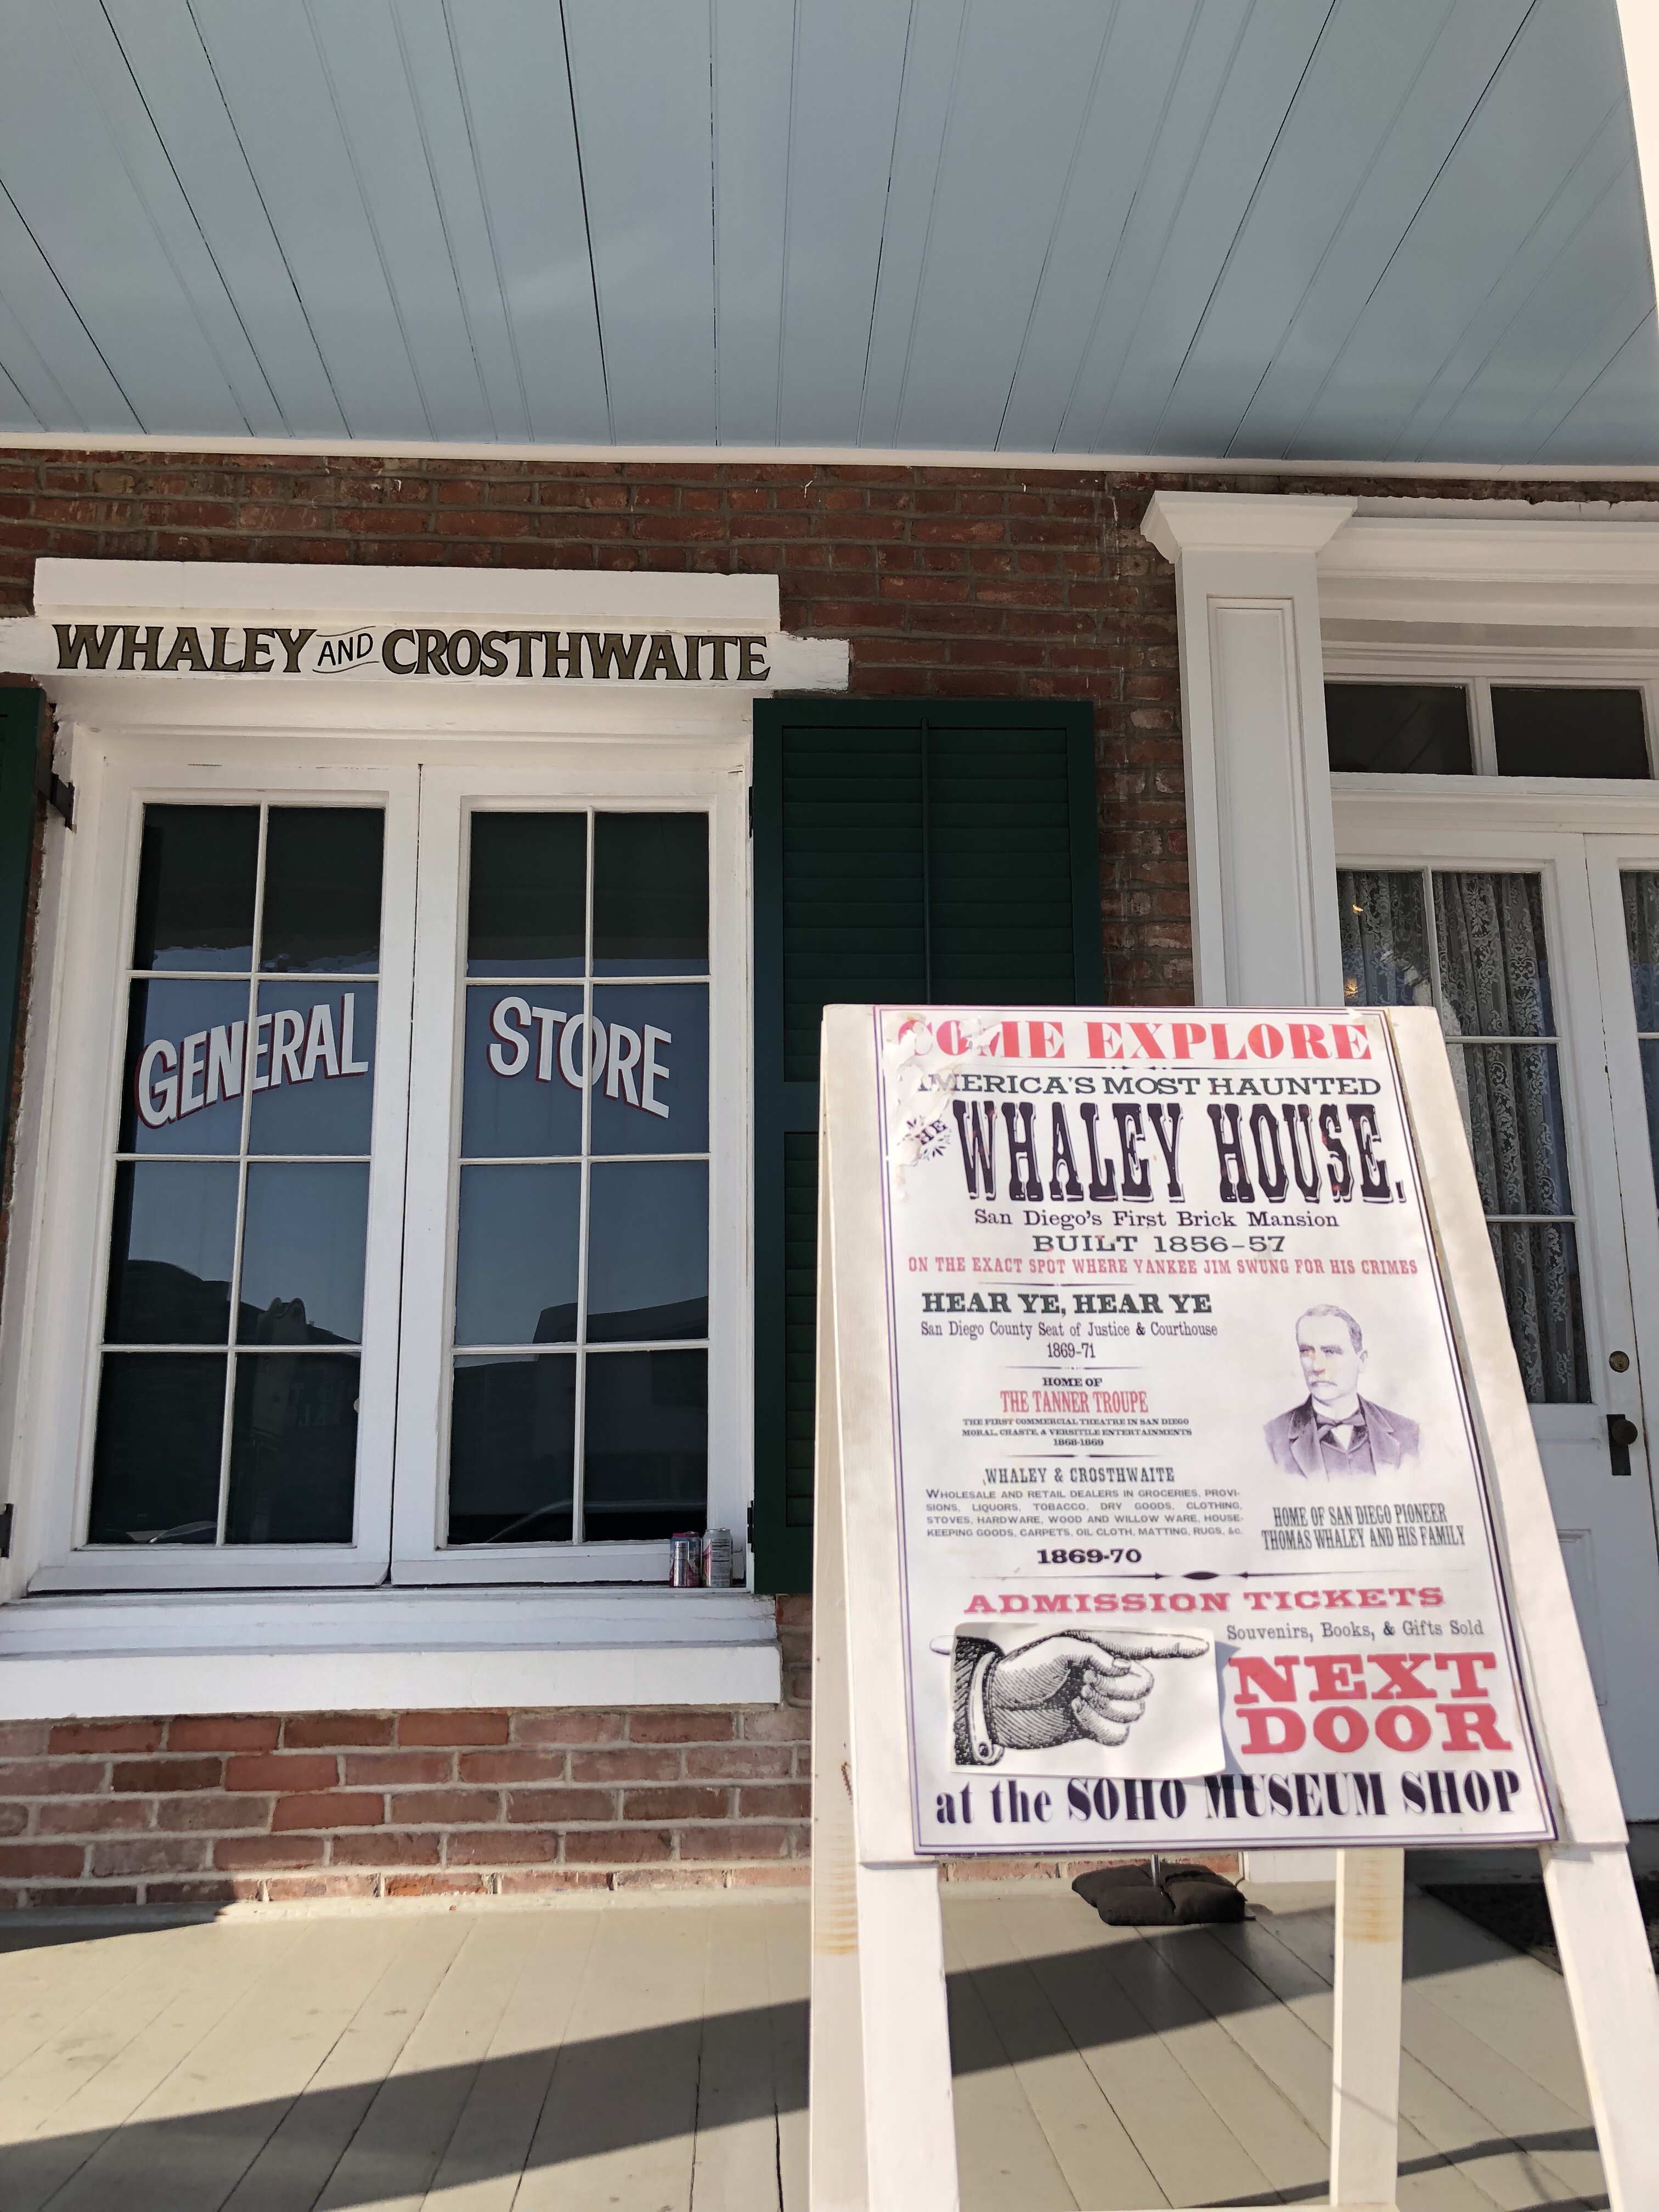 WHALEY AND CROSTHWAITE
GENERAL STORE
COME EXPLORE
AMERICA'S MOST HAUNTED
THE WHALEY HOUSE.
San Diego's First Brick Mansion
BUILT 1856-57
ON THE EXACT SPOT WHERE YANKEE JIM SWUNG FOR HIS CRIMES
HEAR YE, HEAR YE
San Diego County Seat of Justice & Courthouse
1869-71
HOME OF
THE TANNER TROUPE
THE FIRST COMMERCIAL THEATRE IN SAN DIEGO
MORAL, CHASTE, & VERSITILE ENTERTAINMENTS
1868-1869
WHALEY & CROSTHWAITE
WHOLESALE AND RETAIL DEALERS IN GROCERIES, PROVI-
SIONS, LIQUORS, TOBACCO, DRY GOODS, CLOTHING,
STOVES, HARDWARE, WOOD AND WILLOW WARE, HOUSE-
KEEPING GOODS, CARPETS, OIL CLOTH, MATTING, RUGS, &c.
1869-70
HOME OF SAN DIEGO PIONEER
THOMAS WHALEY AND HIS FAMILY
ADMISSION TICKETS
Souvenirs, Books, & Gifts Sold
NEXT
DOOR
at the SOHO MUSEUM SHOP